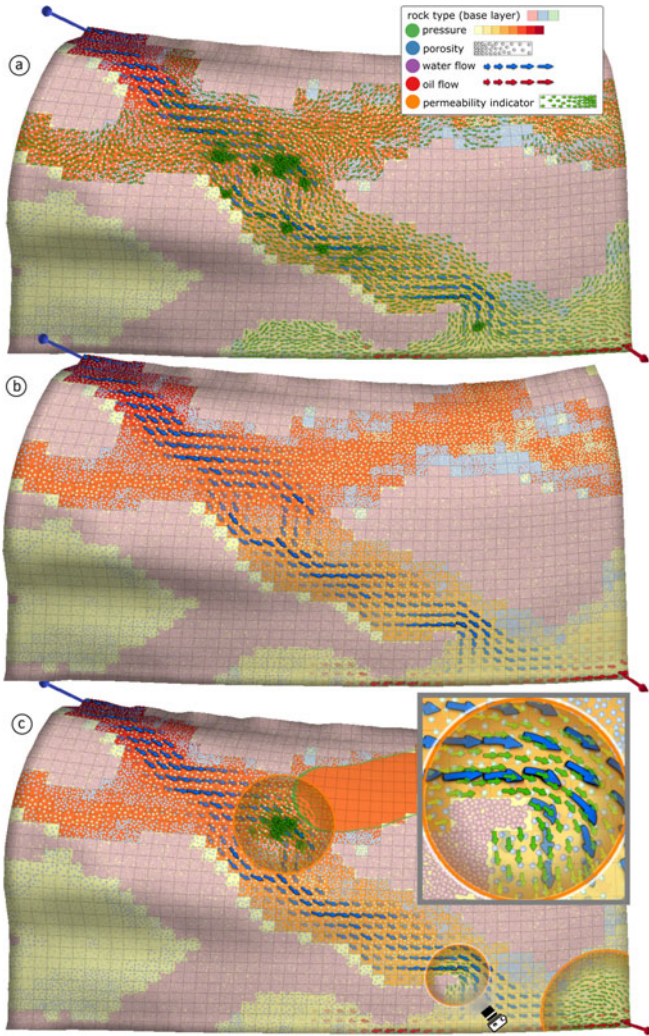 rock type (base layer)
pressure
porosity
water flow
oil flow
permeability indicator
a
b
c